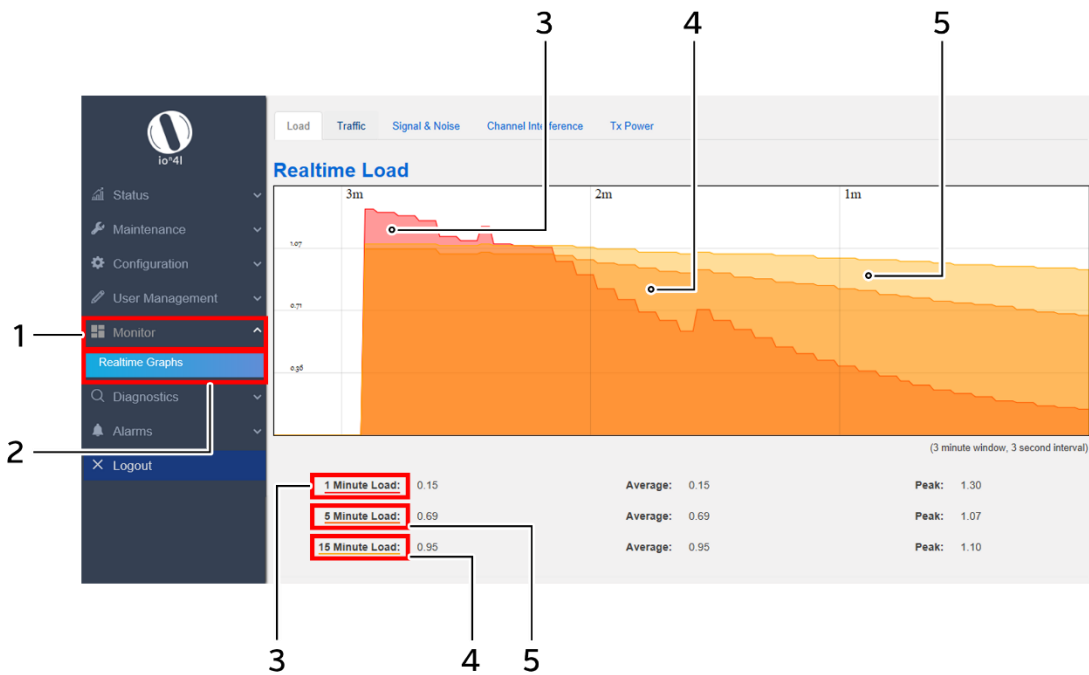 3 4 5
io*4l
Load Traffic Signal & Noise Channel Interference Tx Power
Realtime Load
3m 2m 1m
Status
Maintenance
Configuration
User Management
Monitor
Realtime Graphs
Diagnostics
Alarms
Logout
1
2
1.07
0.71
0.36
(3 minute window, 3 second interval)
1 Minute Load: 0.15 Average: 0.15 Peak: 1.30
5 Minute Load: 0.69 Average: 0.69 Peak: 1.07
15 Minute Load: 0.95 Average: 0.95 Peak: 1.10
3 4 5